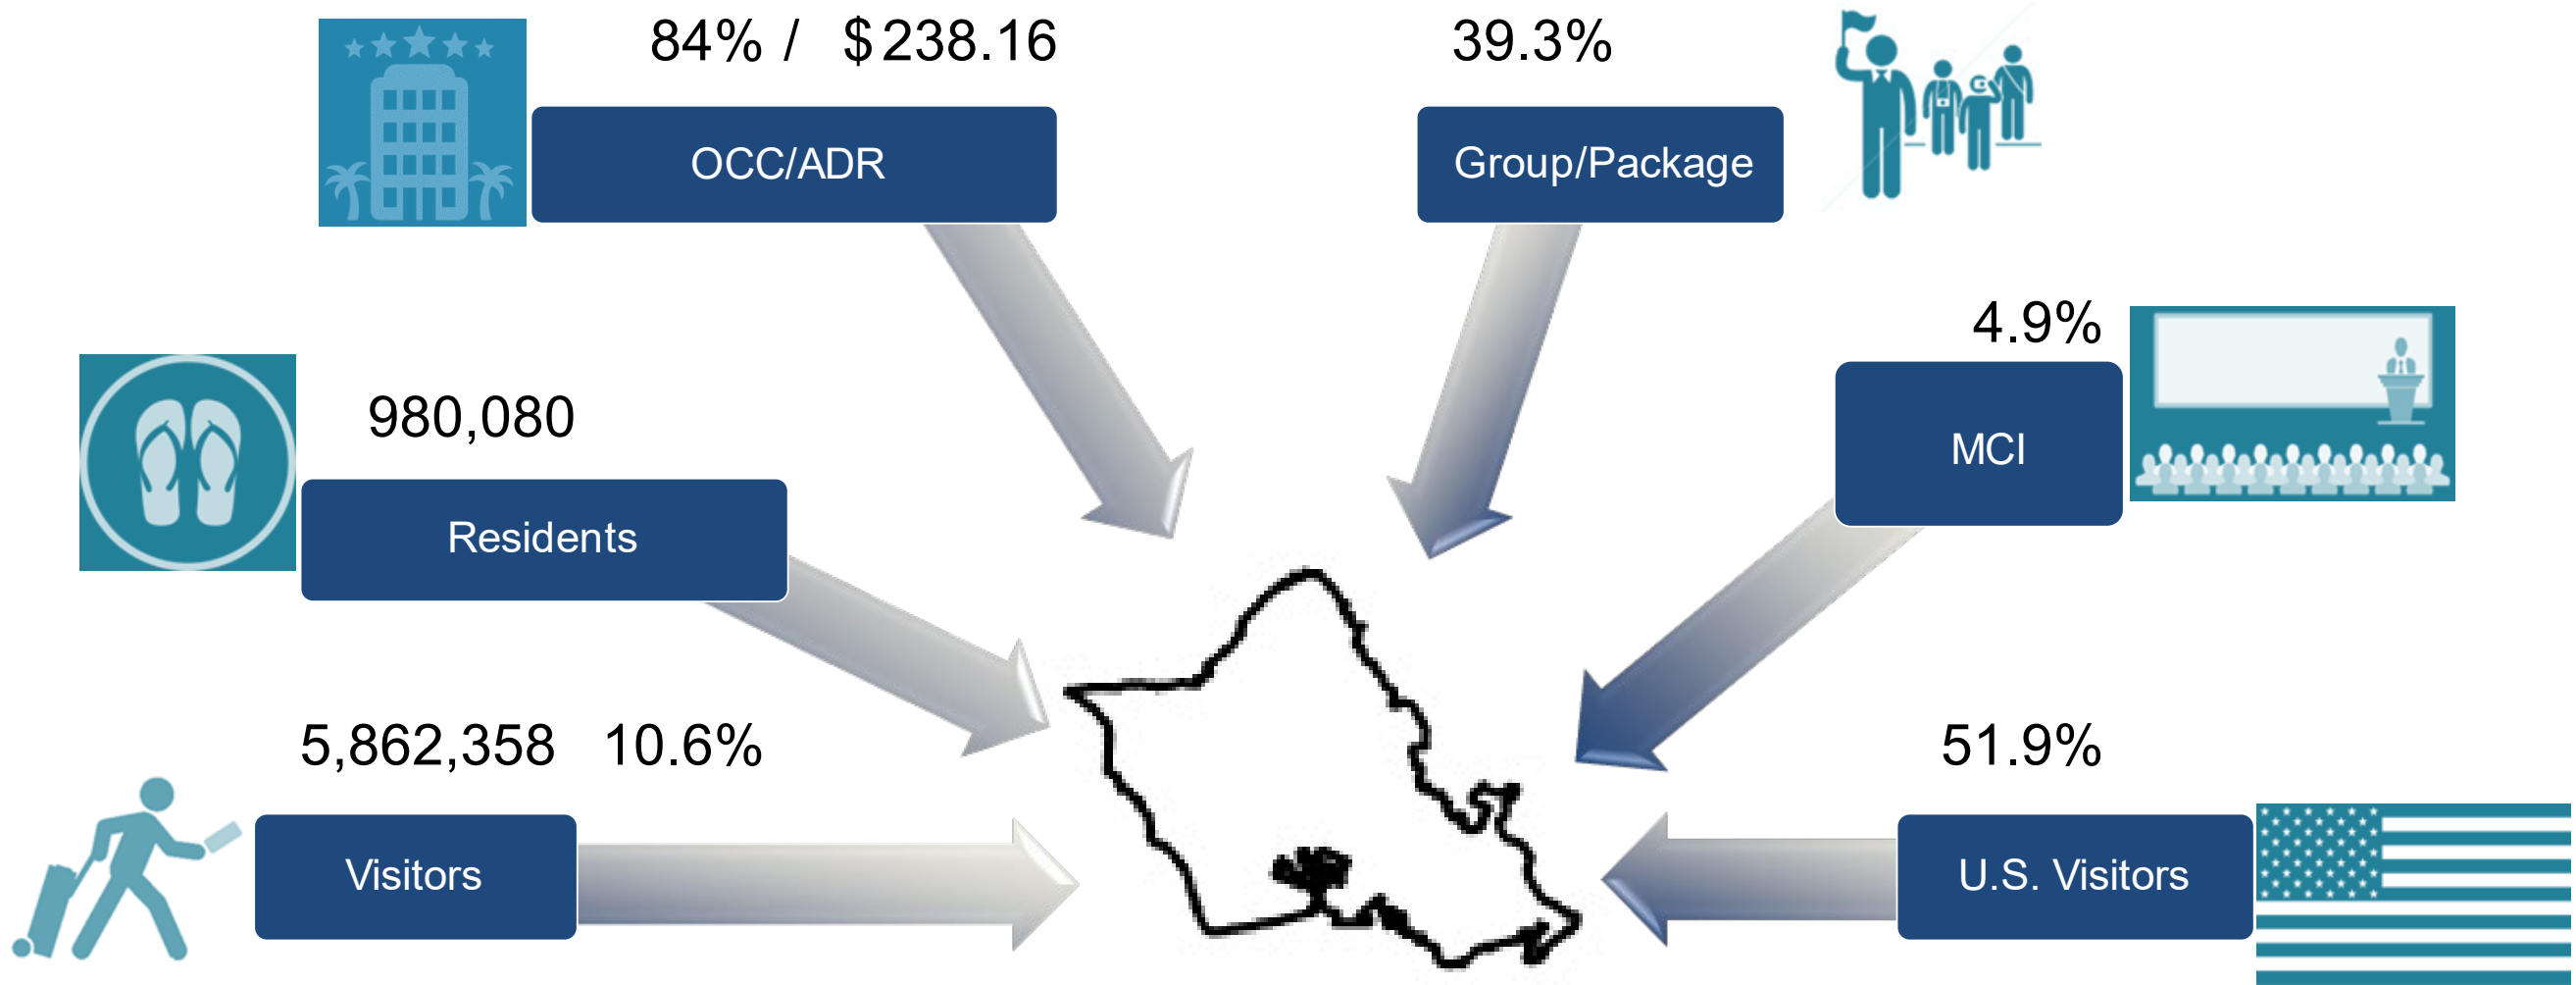 84% / $238.16
OCC/ADR
39.3%
Group/Package
4.9%
MCI
980,080
Residents
5,862,358 10.6%
Visitors
51.9%
U.S. Visitors